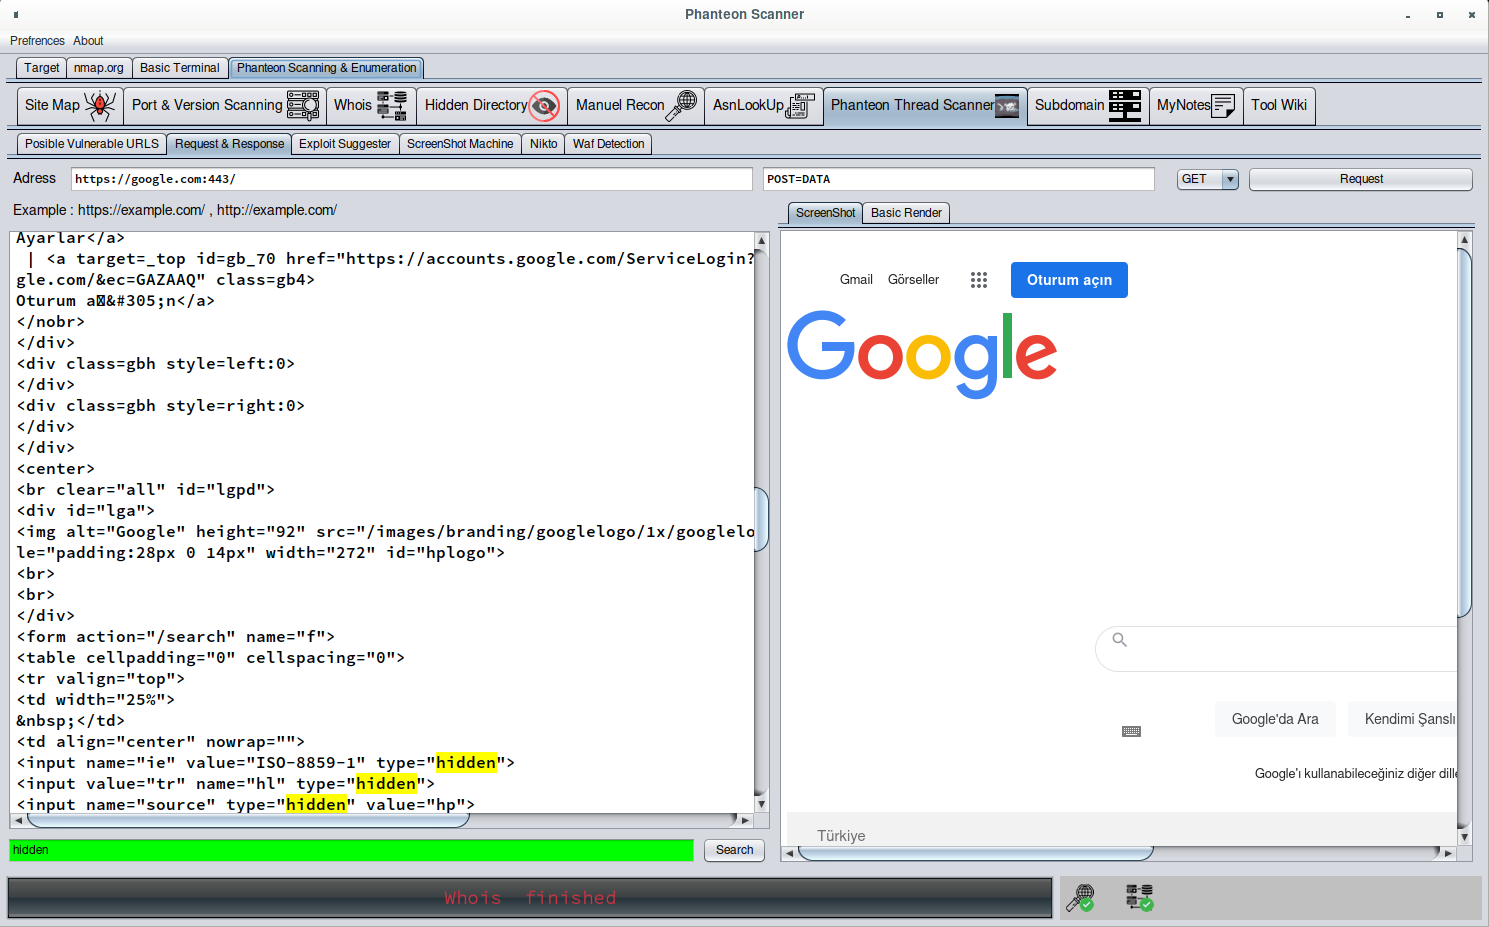 Phanteon Scanner
Prefrences About
Target nmap.org Basic Terminal Phanteon Scanning & Enumeration
Site Map Port & Version Scanning Whois Hidden Directory Manuel Recon AsnLookUp Phanteon Thread Scanner Subdomain MyNotes Tool Wiki
Posible Vulnerable URLS Request & Response Exploit Suggester ScreenShot Machine Nikto Waf Detection
Adress https://google.com:443/ POST=DATA GET Request
Example : https://example.com/ , http://example.com/
ScreenShot Basic Render
Ayarlar</a>
| <a target=_top id=gb_70 href="https://accounts.google.com/ServiceLogin?
gle.com/&ec=GAZAAQ" class=gb4>
Oturum a&#305;n</a>
</nobr>
</div>
<div class=gbh style=left:0>
</div>
<div class=gbh style=right:0>
</div>
</div>
<center>
<br clear="all" id="lgpd">
<div id="lga">
<img alt="Google" height="92" src="/images/branding/googlelogo/1x/googlelo
le="padding:28px 0 14px" width="272" id="hplogo">
<br>
<br>
</div>
<form action="/search" name="f">
<table cellpadding="0" cellspacing="0">
<tr valign="top">
<td width="25%">
&nbsp;</td>
<td align="center" nowrap="">
<input name="ie" value="ISO-8859-1" type="hidden">
<input value="tr" name="hl" type="hidden">
<input name="source" type="hidden" value="hp">
hidden Search
Gmail Görseller Oturum açın
Google
Google'da Ara Kendimi Şanslı
Google'ı kullanabileceğiniz diğer dille
Türkiye
Whois finished